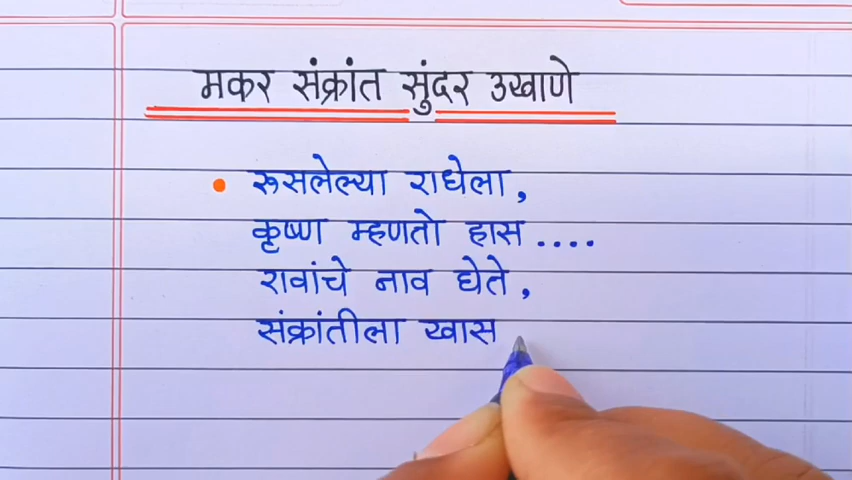 मकर संक्रांत सुंदर उखाणे
• रूसलेल्या राधेला,
कृष्ण म्हणतो हास....
रावांचे नाव घेते,
संक्रांतीला खास